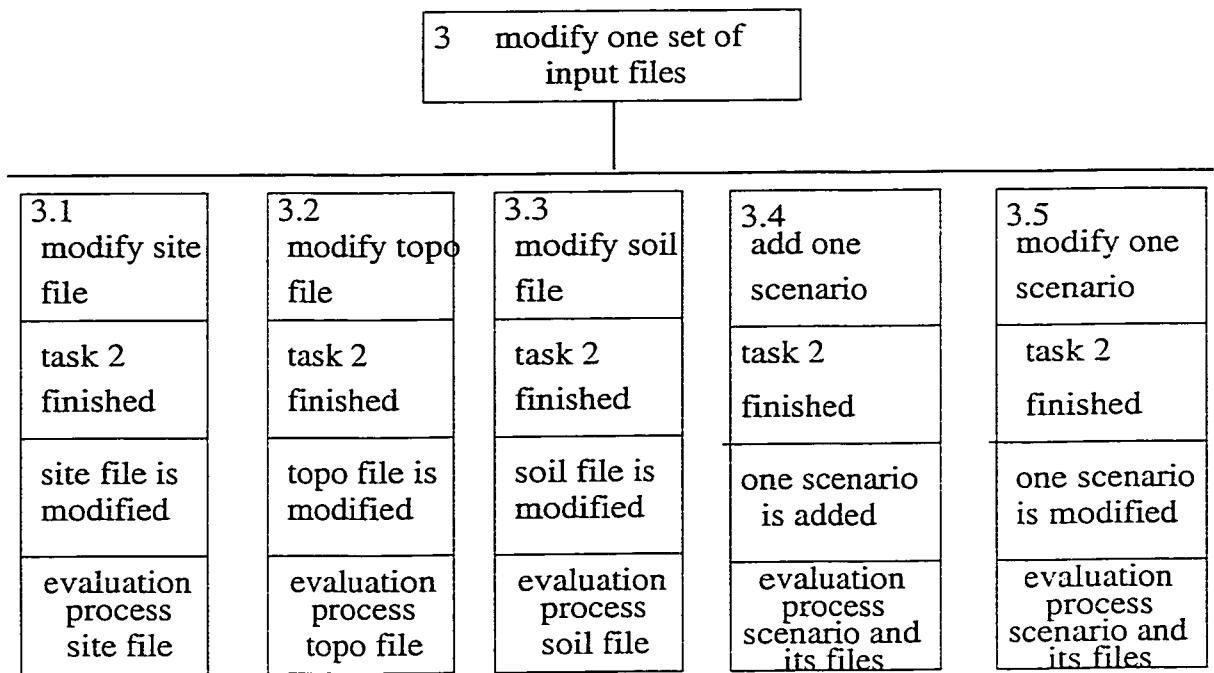 3 modify one set of
input files
3.1
modify site
file
task 2
finished
site file is
modified
evaluation
process
site file
3.2
modify topo
file
task 2
finished
topo file is
modified
evaluation
process
topo file
3.3
modify soil
file
task 2
finished
soil file is
modified
evaluation
process
soil file
3.4
add one
scenario
task 2
finished
one scenario
is added
evaluation
process
scenario and
its files
3.5
modify one
scenario
task 2
finished
one scenario
is modified
evaluation
process
scenario and
its files